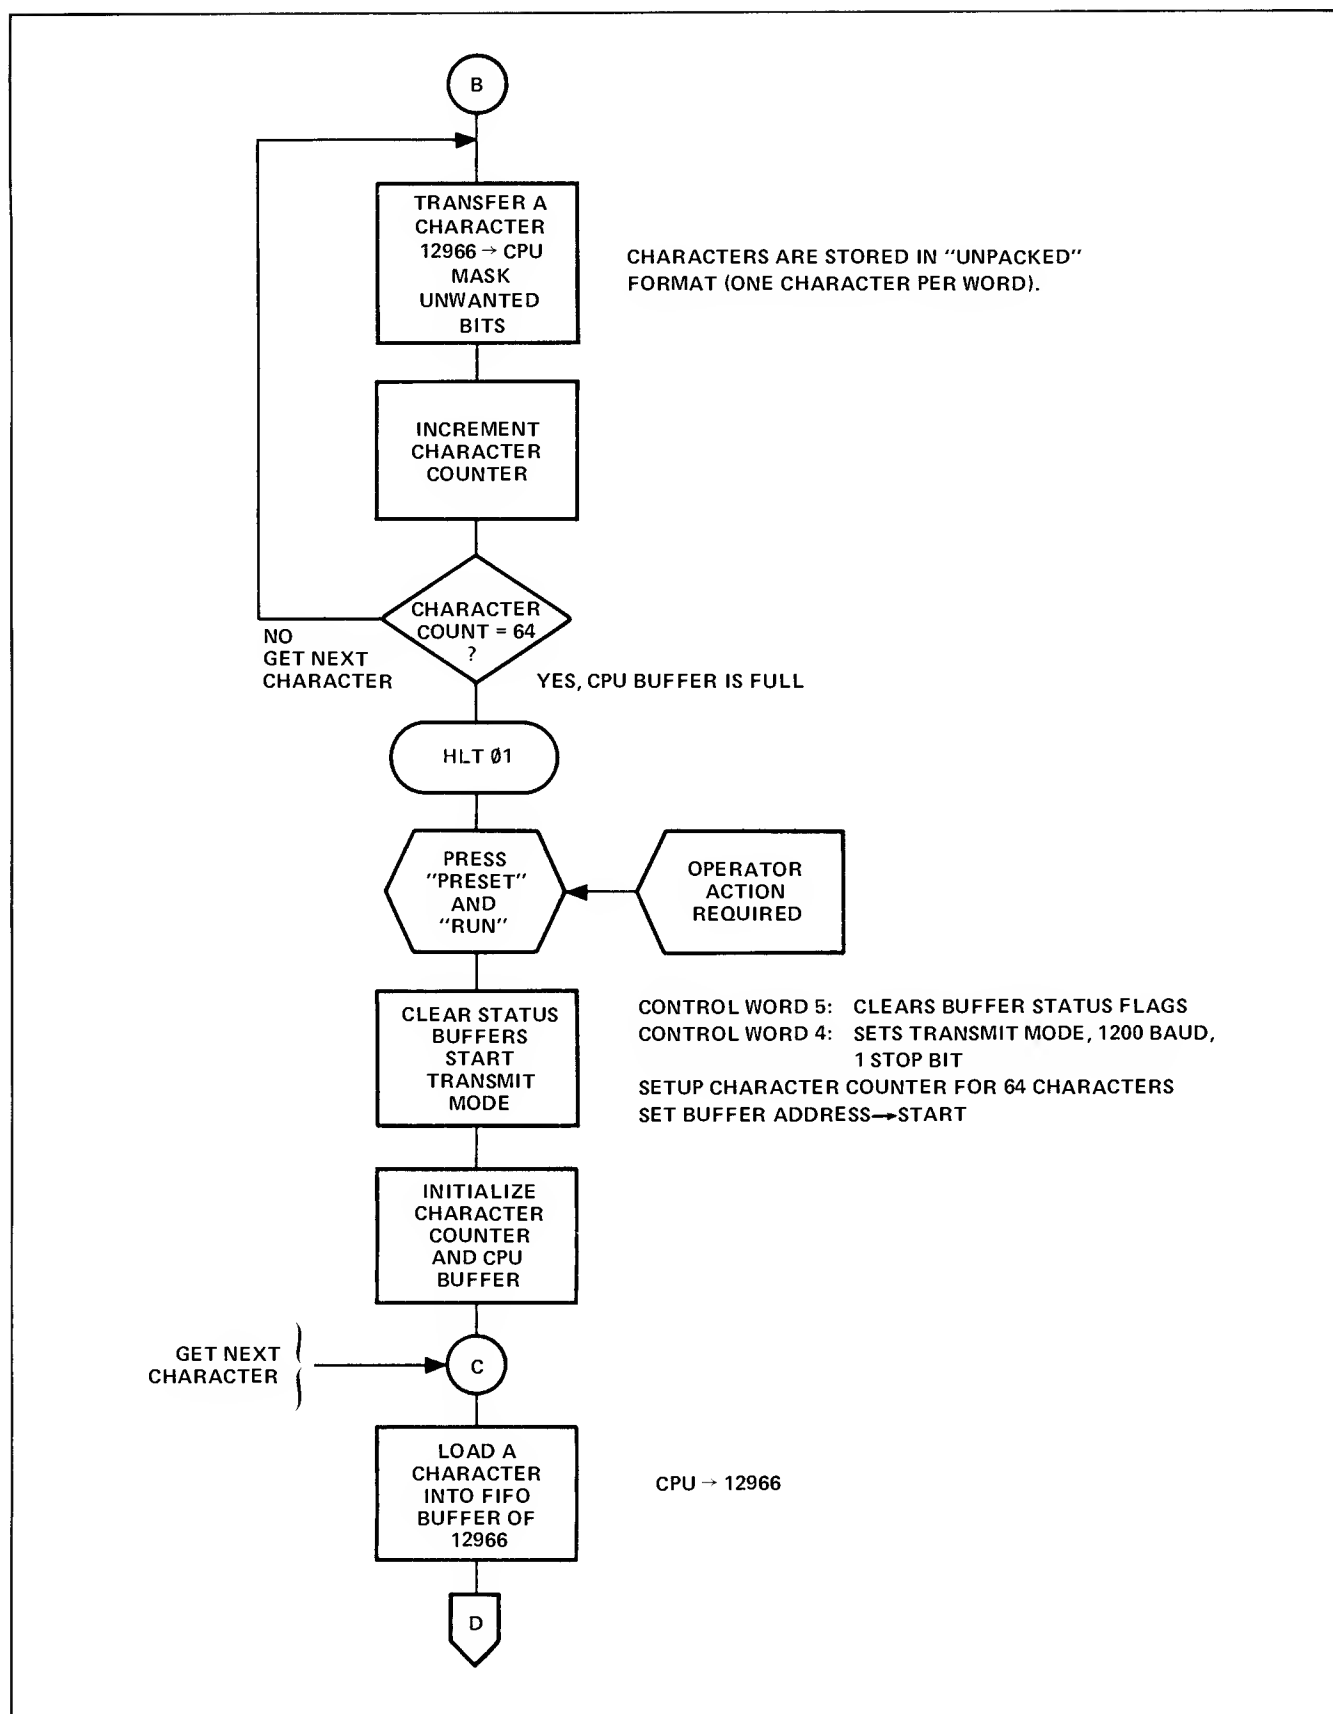 B
TRANSFER A
CHARACTER
12966 → CPU
MASK
UNWANTED
BITS
CHARACTERS ARE STORED IN "UNPACKED"
FORMAT (ONE CHARACTER PER WORD).
INCREMENT
CHARACTER
COUNTER
CHARACTER
COUNT = 64
?
NO
GET NEXT
CHARACTER
YES, CPU BUFFER IS FULL
HLT Ø1
PRESS
"PRESET"
AND
"RUN"
OPERATOR
ACTION
REQUIRED
CLEAR STATUS
BUFFERS
START
TRANSMIT
MODE
CONTROL WORD 5: CLEARS BUFFER STATUS FLAGS
CONTROL WORD 4: SETS TRANSMIT MODE, 1200 BAUD,
1 STOP BIT
SETUP CHARACTER COUNTER FOR 64 CHARACTERS
SET BUFFER ADDRESS→START
INITIALIZE
CHARACTER
COUNTER
AND CPU
BUFFER
GET NEXT
CHARACTER
C
LOAD A
CHARACTER
INTO FIFO
BUFFER OF
12966
CPU → 12966
D